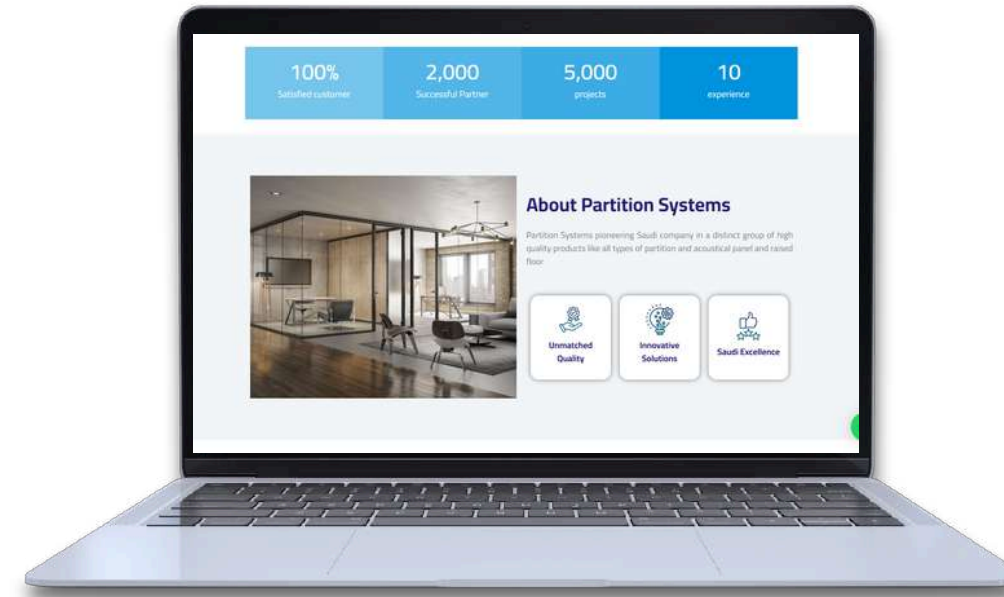 100%
Satisfied customer
2,000
Successful Partner
5,000
projects
10
experience
About Partition Systems
Partition Systems pioneering Saudi company in a distinct group of high
quality products like all types of partition and acoustical panel and raised
floor
Unmatched
Quality
Innovative
Solutions
Saudi Excellence